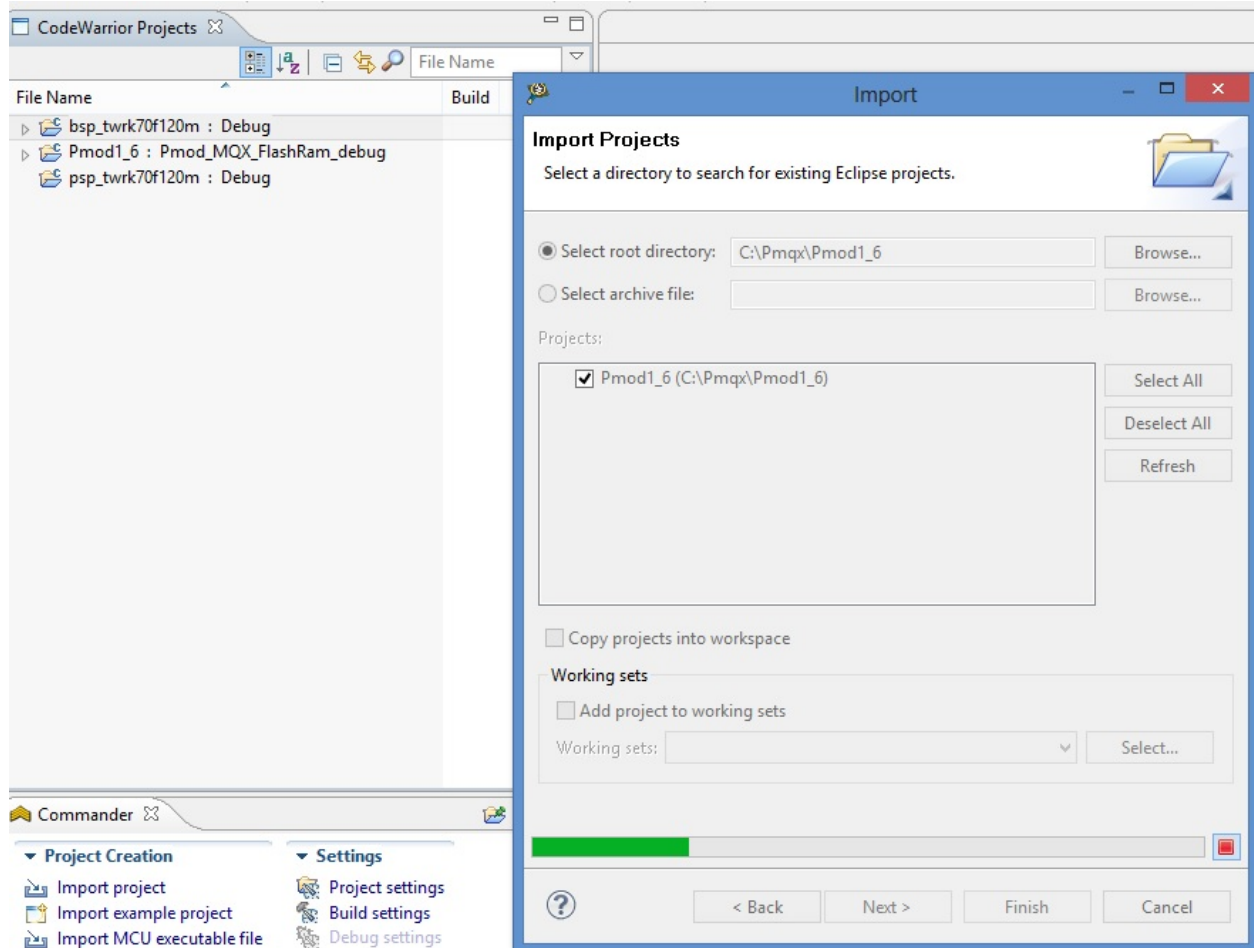 CodeWarrior Projects
File Name
File Name Build
bsp_twrk70f120m : Debug
Pmod1_6 : Pmod_MQX_FlashRam_debug
psp_twrk70f120m : Debug
Import
Import Projects
Select a directory to search for existing Eclipse projects.
Select root directory: C:\Pmqx\Pmod1_6 Browse...
Select archive file: Browse...
Projects:
Pmod1_6 (C:\Pmqx\Pmod1_6)
Select All
Deselect All
Refresh
Copy projects into workspace
Working sets
Add project to working sets
Working sets: Select...
< Back Next > Finish Cancel
Commander
Project Creation
Import project
Import example project
Import MCU executable file
Settings
Project settings
Build settings
Debug settings